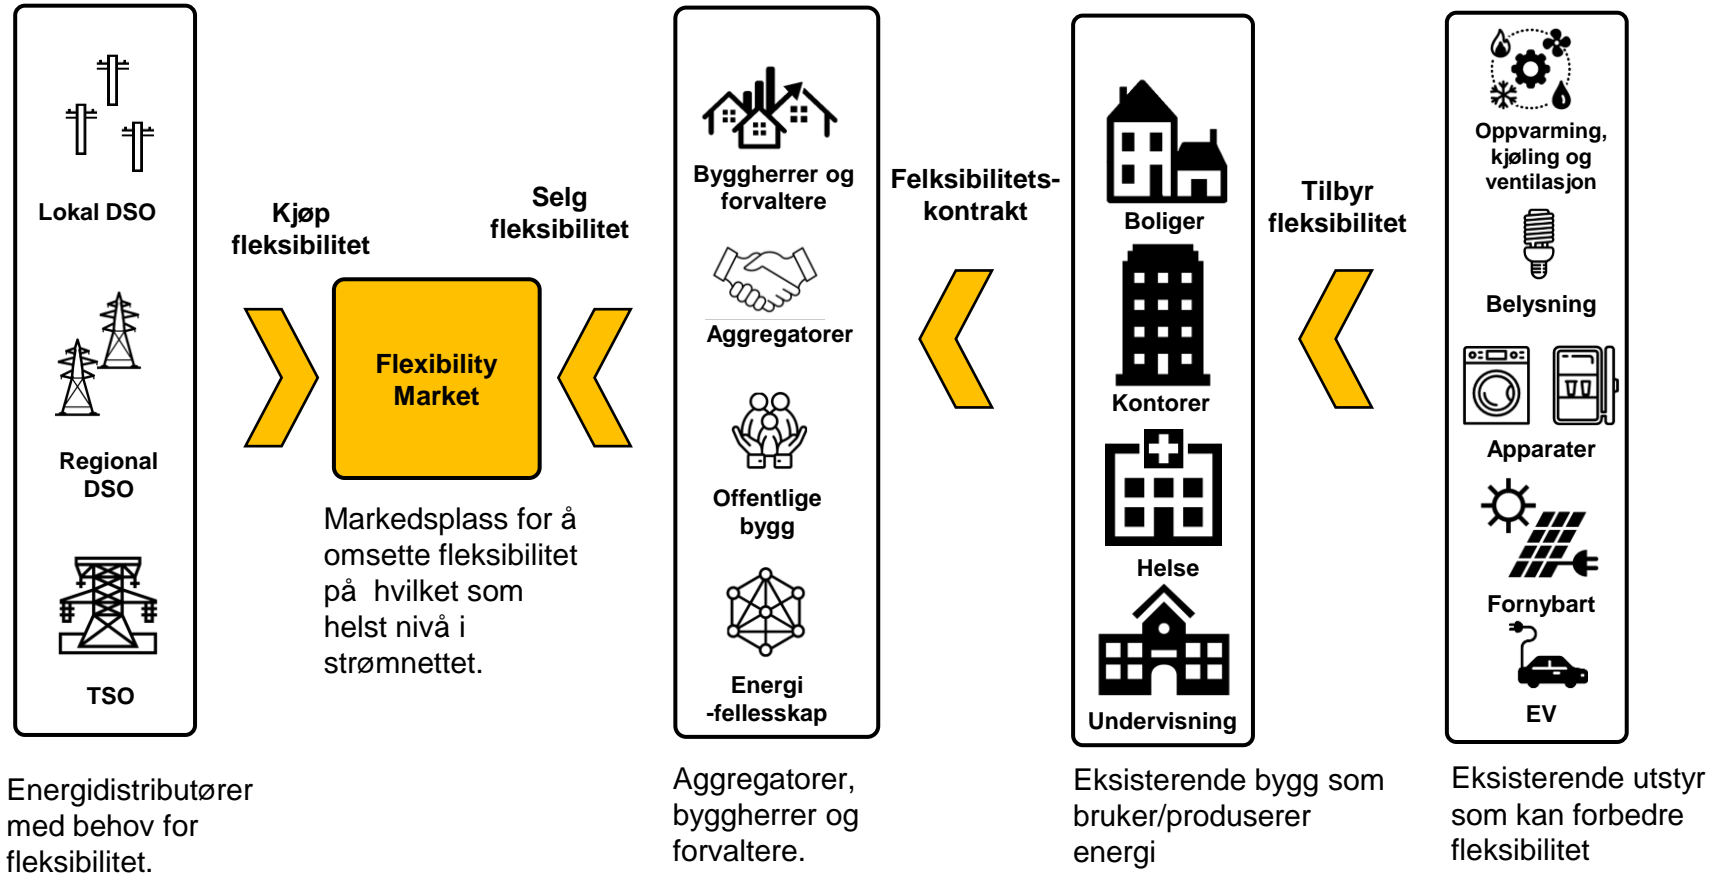 Lokal DSO
Regional
DSO
TSO
Energidistributører
med behov for
fleksibilitet.
Kjøp
fleksibilitet
Selg
fleksibilitet
Flexibility
Market
Markedsplass for å
omsette fleksibilitet
på  hvilket som
helst nivå i
strømnettet.
Byggherrer og
forvaltere
Aggregatorer
Offentlige
bygg
Energi
-fellesskap
Aggregatorer,
byggherrer og
forvaltere.
Felksibilitets-
kontrakt
Boliger
Kontorer
Helse
Undervisning
Eksisterende bygg som
bruker/produserer
energi
Tilbyr
fleksibilitet
Oppvarming,
kjøling og
ventilasjon
Belysning
Apparater
Fornybart
EV
Eksisterende utstyr
som kan forbedre
fleksibilitet